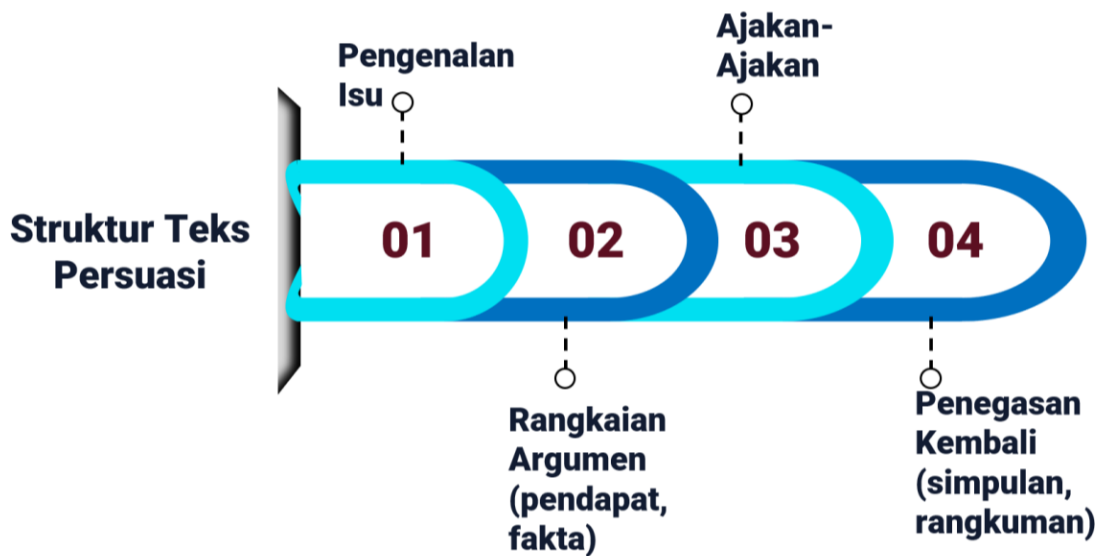 Struktur Teks
Persuasi
Pengenalan
Isu
01
Rangkaian
Argumen
(pendapat,
fakta)
02
Ajakan-
Ajakan
03
Penegasan
Kembali
(simpulan,
rangkuman)
04